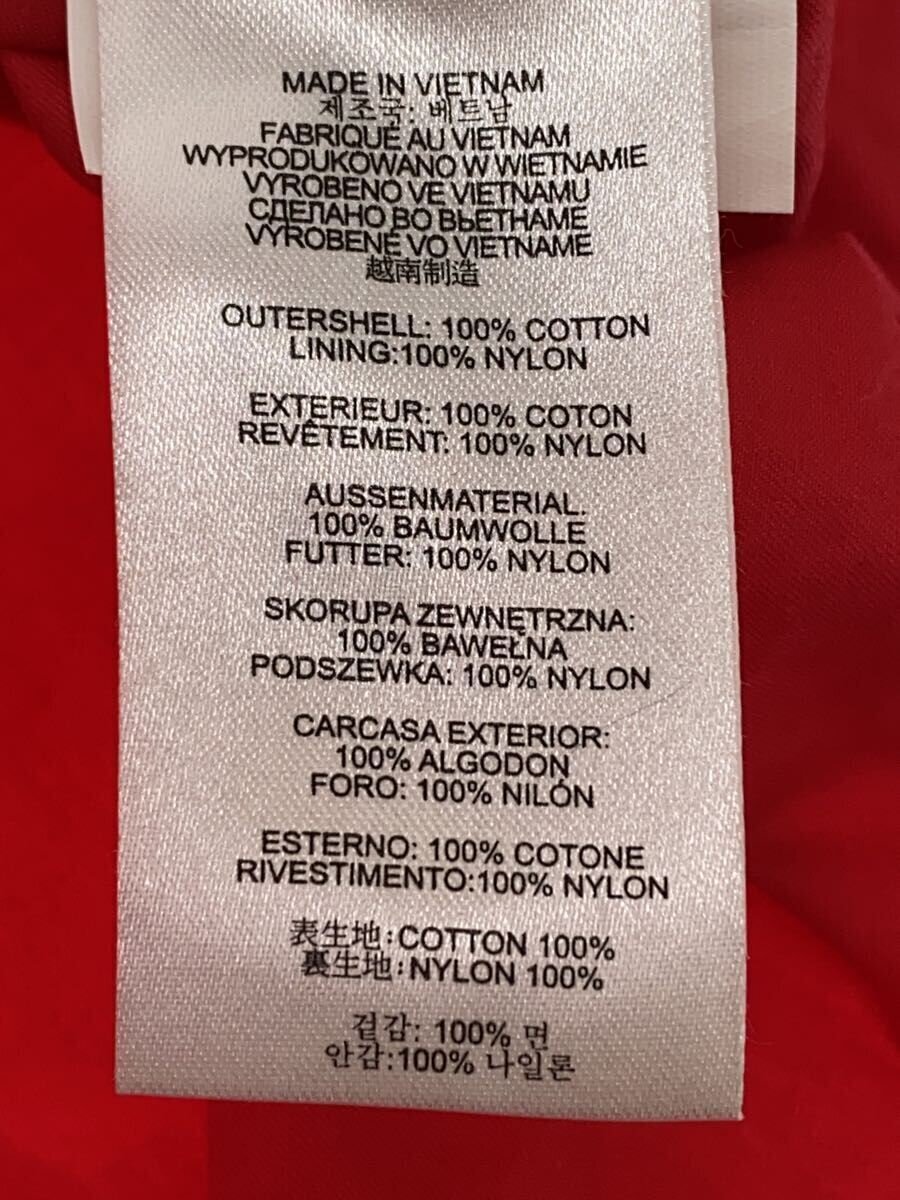 MADE IN VIETNAM
제조국: 베트남
FABRIQUÉ AU VIETNAM
WYPRODUKOWANO W WIETNAMIE
VYROBENO VE VIETNAMU
СДЕЛАНО ВО ВЬЕТНАМЕ
VYROBENÉ VO VIETNAME
越南制造
OUTERSHELL: 100% COTTON
LINING:100% NYLON
EXTÉRIEUR: 100% COTON
REVÊTEMENT: 100% NYLON
AUSSENMATERIAL.
100% BAUMWOLLE
FUTTER: 100% NYLON
SKORUPA ZEWNĘTRZNA:
100% BAWEŁNA
PODSZEWKA: 100% NYLON
CARCASA EXTERIOR:
100% ALGODON
FORO: 100% NILÓN
ESTERNO: 100% COTONE
RIVESTIMENTO:100% NYLON
表生地:COTTON 100%
裏生地:NYLON 100%
겉감: 100% 면
안감:100% 나일론